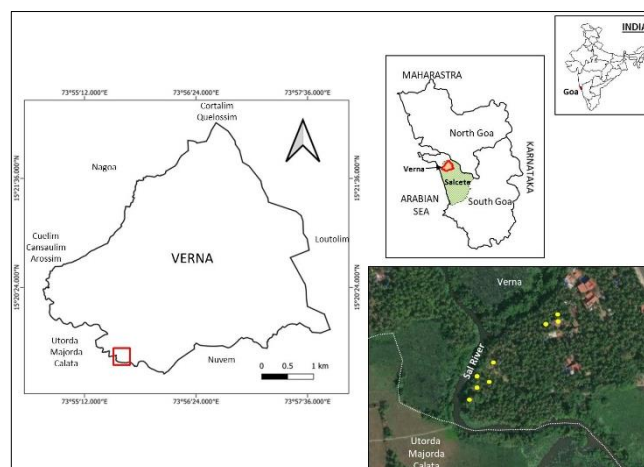 73°55'12.000"E
73°56'24.000"E
73°57'36.000"E
Cortalim
Quelossim
Nagoa
15°21'36.000"N
15°21'36.000"N
Cuelim
Cansaulim
Arossim
VERNA
Loutolim
15°20'24.000"N
15°20'24.000"N
Utorda
Majorda
Calata
Nuvem
0 0.5 1 km
73°55'12.000"E
73°56'24.000"E
73°57'36.000"E
MAHARASTRA
North Goa
KARNATAKA
Verna
Salcete
ARABIAN
SEA
South Goa
INDIA
Goa
Verna
Sal River
Utorda
Majorda
Calata